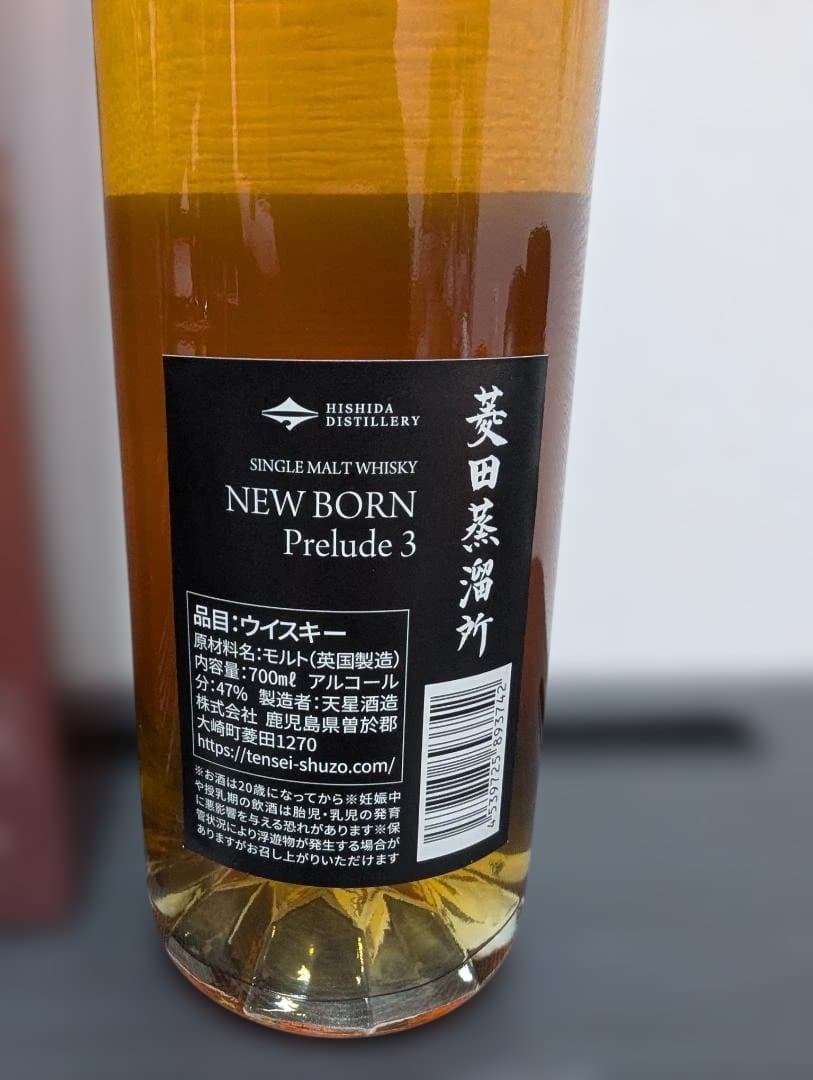 HISHIDA
DISTILLERY
SINGLE MALT WHISKY
NEW BORN
Prelude 3
菱田蒸溜所
品目:ウイスキー
原材料名:モルト(英国製造)
内容量:700㎖ アルコール
分:47% 製造者:天星酒造
株式会社 鹿児島県曽於郡
大崎町菱田1270
https://tensei-shuzo.com/
※お酒は20歳になってから※妊娠中
や授乳期の飲酒は胎児・乳児の発育
に悪影響を与える恐れがあります※保
管状況により浮遊物が発生する場合が
ありますがお召し上がりいただけます
4539725893742